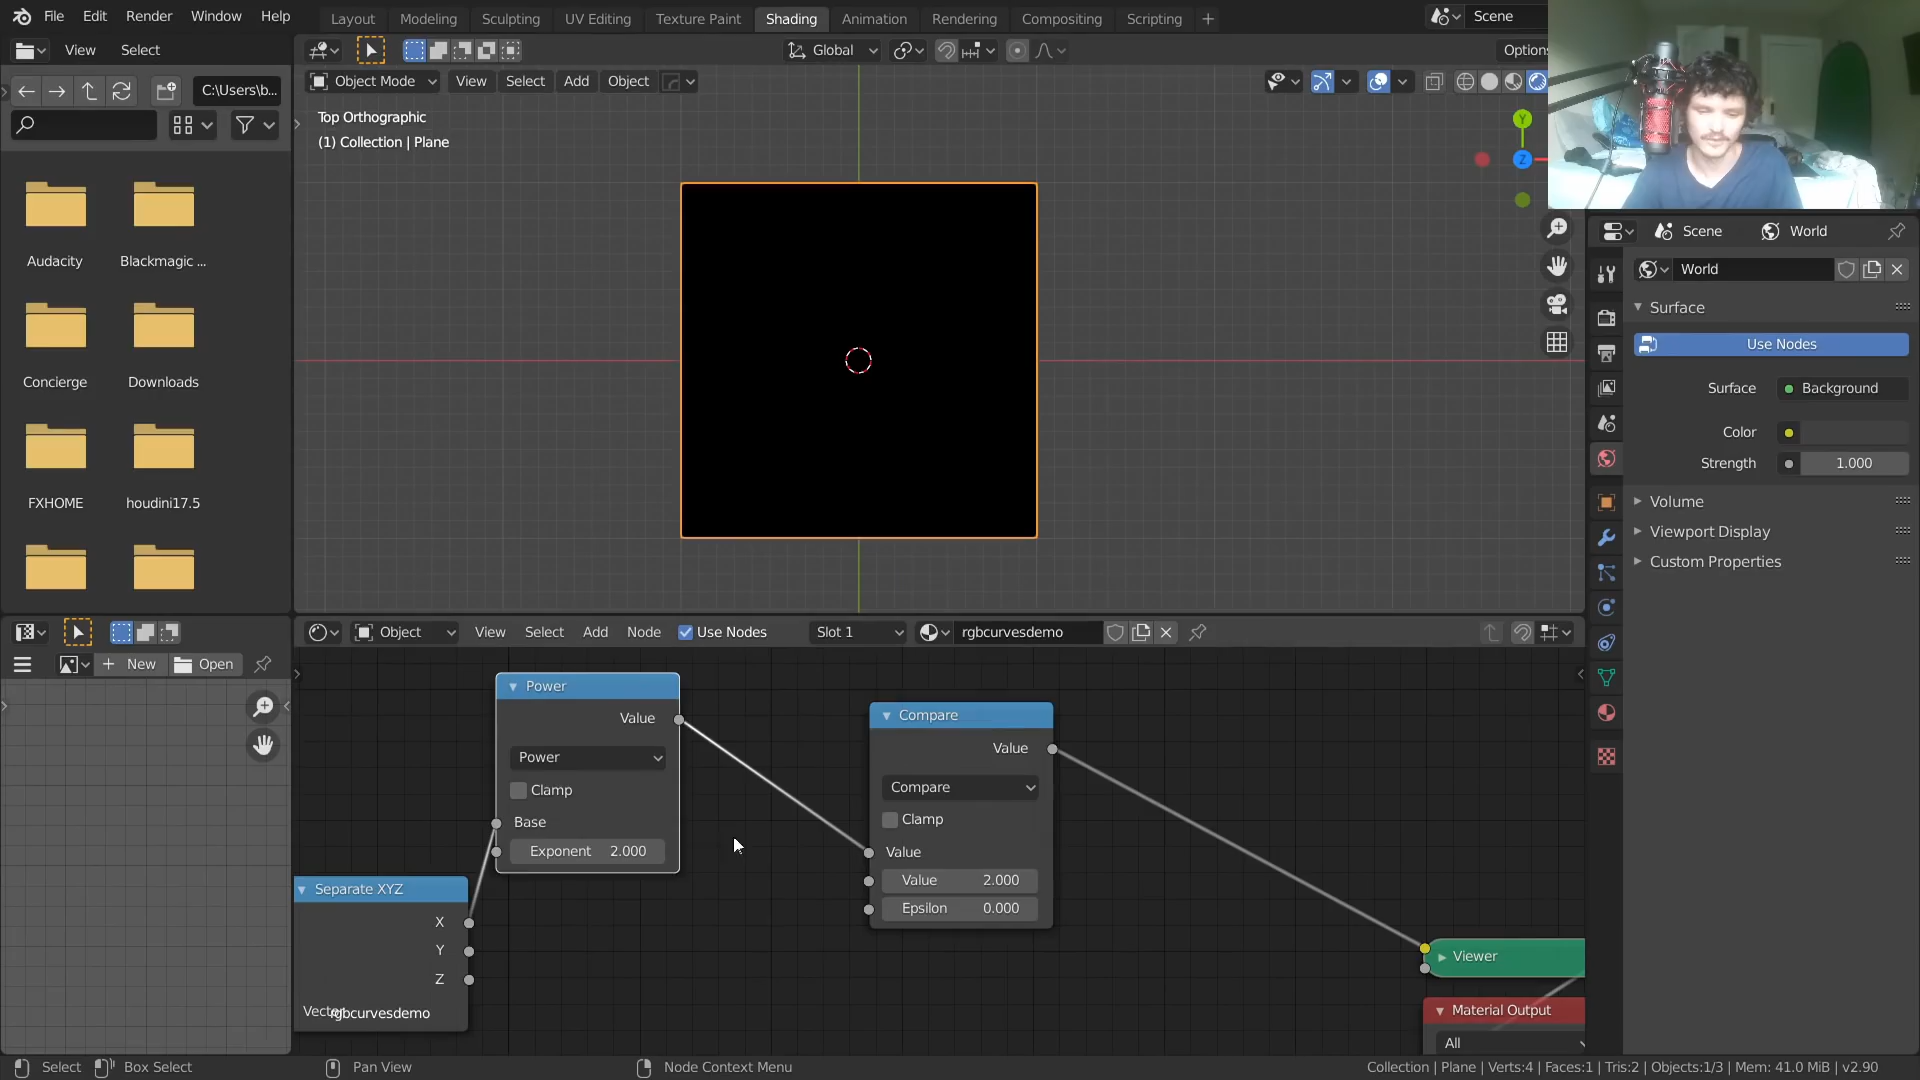 File Edit Render Window Help
Layout Modeling Sculpting UV Editing Texture Paint Shading Animation Rendering Compositing Scripting +
Scene
View Select
Global
Options
C:\Users\b...
Object Mode View Select Add Object
Top Orthographic
(1) Collection | Plane
Y
Z
Audacity Blackmagic ...
Concierge Downloads
FXHOME houdini17.5
Scene World
World
Surface
Use Nodes
Surface Background
Color
Strength 1.000
Volume
Viewport Display
Custom Properties
Object View Select Add Node Use Nodes Slot 1 rgbcurvesdemo
New Open
Power
Value
Power
Clamp
Base
Exponent 2.000
Compare
Value
Compare
Clamp
Value
Value 2.000
Epsilon 0.000
Separate XYZ
X
Y
Z
Vector
rgbcurvesdemo
Viewer
Material Output
All
Select Box Select Pan View Node Context Menu
Collection | Plane | Verts:4 | Faces:1 | Tris:2 | Objects:1/3 | Mem: 41.0 MiB | v2.90